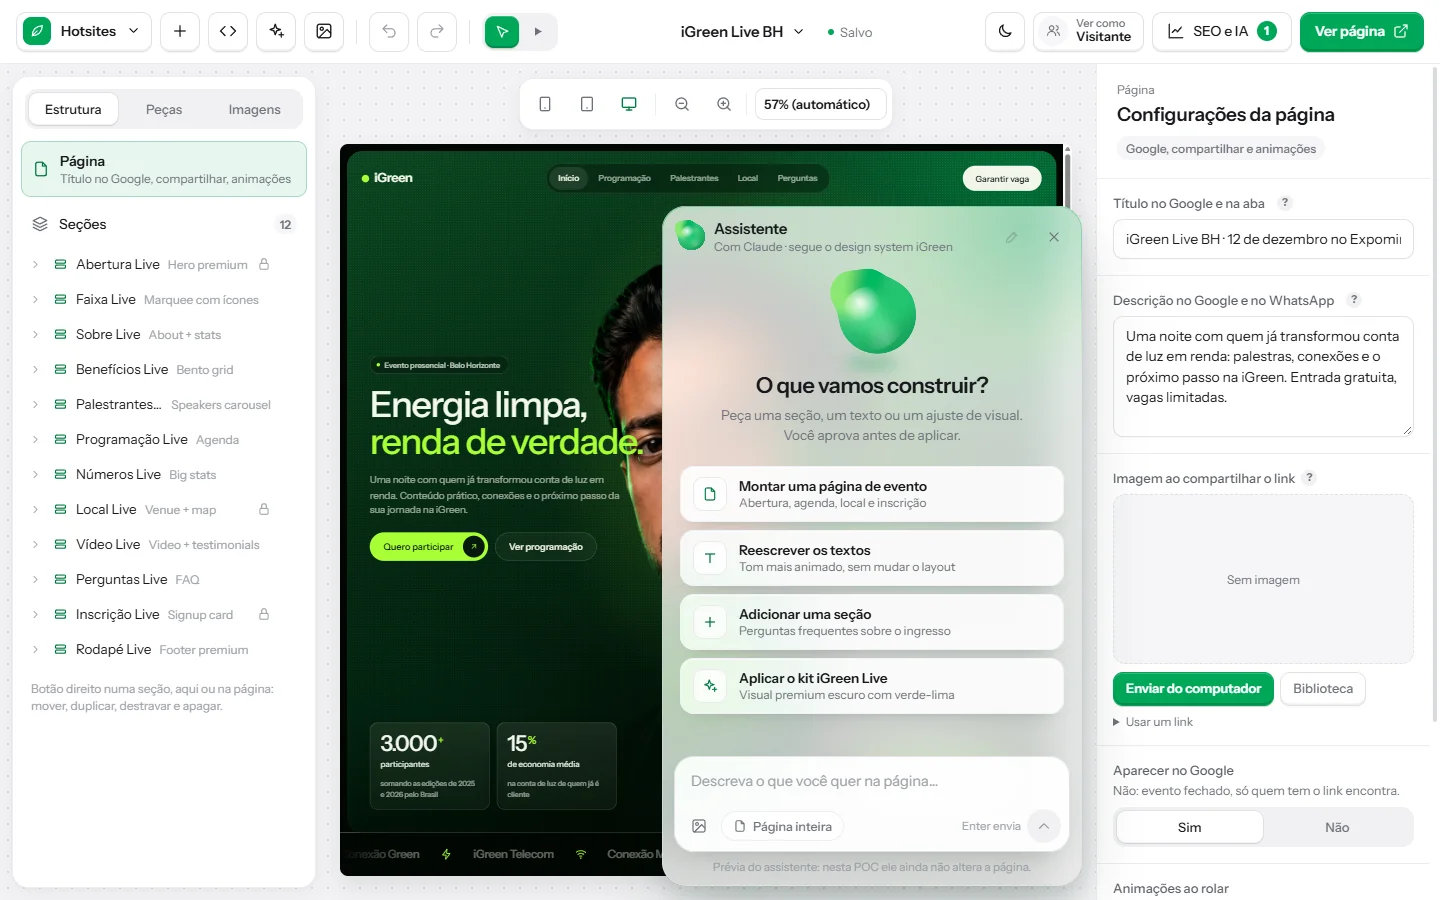 Hotsites
iGreen Live BH
Salvo
Ver como
Visitante
SEO e IA
1
Ver página
Estrutura
Peças
Imagens
Página
Título no Google, compartilhar, animações
Seções
12
Abertura Live Hero premium
Faixa Live Marquee com ícones
Sobre Live About + stats
Benefícios Live Bento grid
Palestrantes... Speakers carousel
Programação Live Agenda
Números Live Big stats
Local Live Venue + map
Vídeo Live Video + testimonials
Perguntas Live FAQ
Inscrição Live Signup card
Rodapé Live Footer premium
Botão direito numa seção, aqui ou na página:
mover, duplicar, destravar e apagar.
57% (automático)
iGreen
Início
Programação
Palestrantes
Local
Perguntas
Garantir vaga
Evento presencial · Belo Horizonte
Energia limpa,
renda de verdade.
Uma noite com quem já transformou conta de luz em
renda. Conteúdo prático, conexões e o próximo passo da
sua jornada na iGreen.
Quero participar
Ver programação
3.000+
participantes
somando as edições de 2025
e 2026 pelo Brasil
15%
de economia média
na conta de luz de quem já é
cliente
onexão Green
iGreen Telecom
Conexão
Assistente
Com Claude · segue o design system iGreen
O que vamos construir?
Peça uma seção, um texto ou um ajuste de visual.
Você aprova antes de aplicar.
Montar uma página de evento
Abertura, agenda, local e inscrição
Reescrever os textos
Tom mais animado, sem mudar o layout
Adicionar uma seção
Perguntas frequentes sobre o ingresso
Aplicar o kit iGreen Live
Visual premium escuro com verde-lima
Descreva o que você quer na página...
Página inteira
Enter envia
Prévia do assistente: nesta POC ele ainda não altera a página.
Página
Configurações da página
Google, compartilhar e animações
Título no Google e na aba ?
iGreen Live BH · 12 de dezembro no Expomi
Descrição no Google e no WhatsApp ?
Uma noite com quem já transformou conta
de luz em renda: palestras, conexões e o
próximo passo na iGreen. Entrada gratuita,
vagas limitadas.
Imagem ao compartilhar o link ?
Sem imagem
Enviar do computador
Biblioteca
Usar um link
Aparecer no Google
Não: evento fechado, só quem tem o link encontra.
Sim
Não
Animações ao rolar